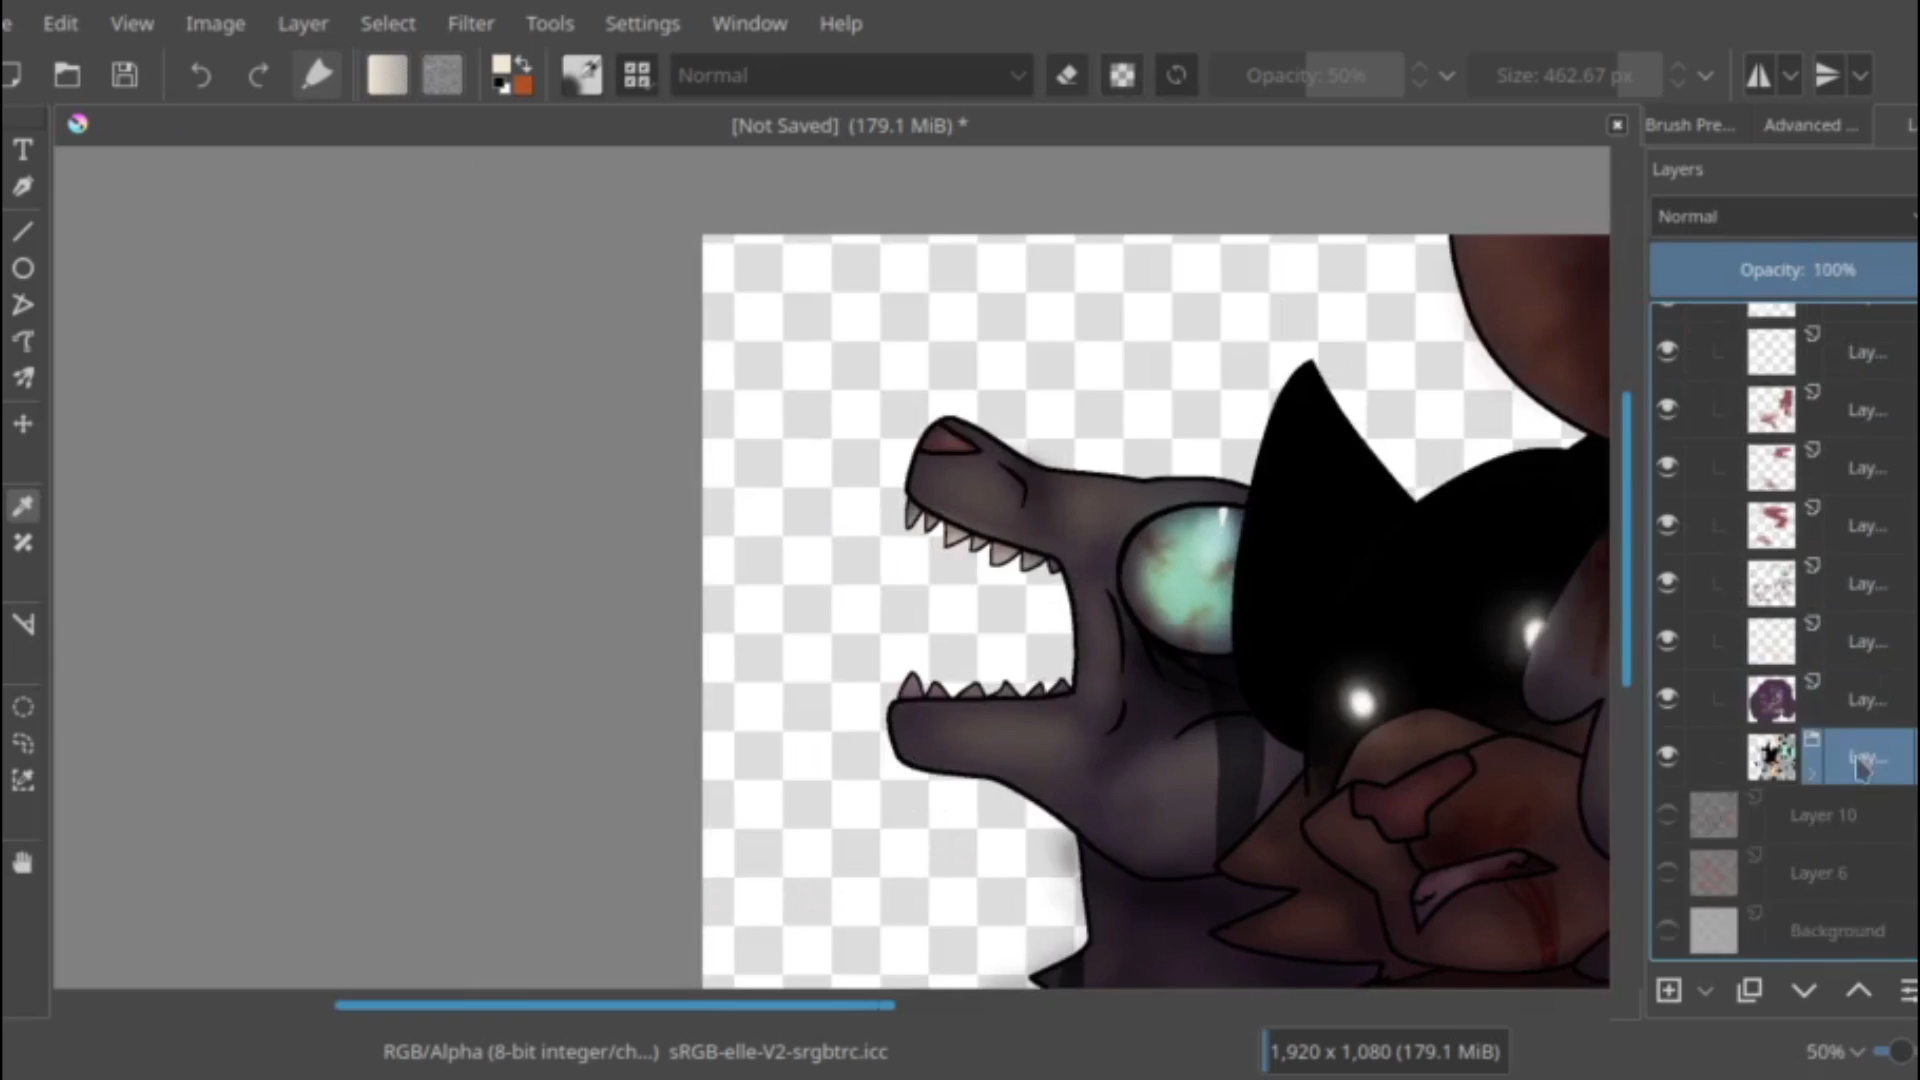 e Edit View Image Layer Select Filter Tools Settings Window Help
Normal Opacity: 50% Size: 462.67 px
[Not Saved] (179.1 MiB) *
Brush Pre... Advanced ... L
Layers
Normal
Opacity: 100%
Lay...
Lay...
Lay...
Lay...
Lay...
Lay...
Lay...
Lay...
Layer 10
Layer 6
Background
RGB/Alpha (8-bit integer/ch...) sRGB-elle-V2-srgbtrc.icc
1,920 x 1,080 (179.1 MiB)
50%